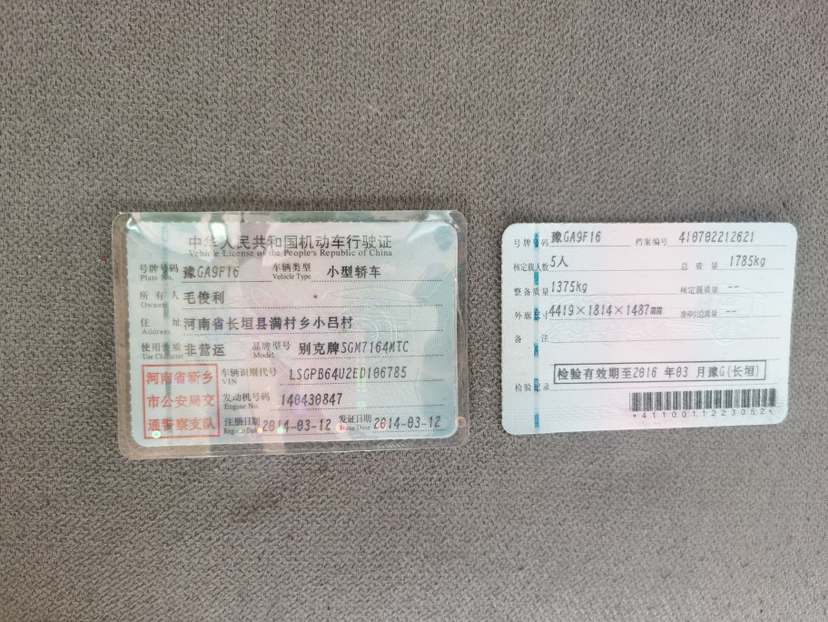 中华人民共和国机动车行驶证
Vehicle License of the People's Republic of China
号牌号码 Plate No. 豫GA9F16 车辆类型 Vehicle Type 小型轿车
所有人 Owner 毛俊利
住址 Address 河南省长垣县满村乡小吕村
使用性质 Use Character 非营运 品牌型号 Model 别克牌SGM7164MTC
河南省新乡
市公安局交
通警察支队
车辆识别代号 VIN LSGPB64U2ED106785
发动机号码 Engine No. 140430847
注册日期 Register Date 2014-03-12 发证日期 Issue Date 2014-03-12
号牌号码 豫GA9F16 档案编号 410702212621
核定载人数 5人 总质量 1785kg
整备质量 1375kg 核定载质量 --
外廓尺寸 4419×1814×1487mm 准牵引总质量 --
备注
检验记录 检验有效期至2016年03月豫G(长垣)
*4110011223052*